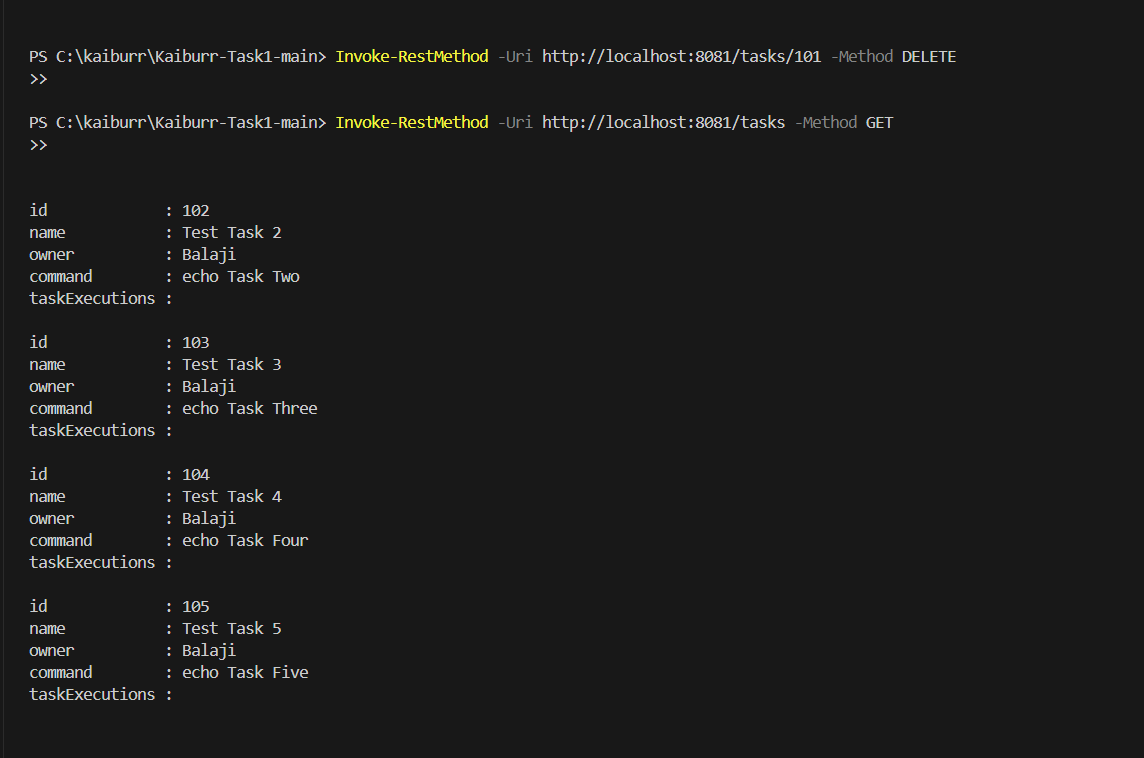 PS C:\kaiburr\Kaiburr-Task1-main> Invoke-RestMethod -Uri http://localhost:8081/tasks/101 -Method DELETE
>>
PS C:\kaiburr\Kaiburr-Task1-main> Invoke-RestMethod -Uri http://localhost:8081/tasks -Method GET
>>
id             : 102
name           : Test Task 2
owner          : Balaji
command        : echo Task Two
taskExecutions :
id             : 103
name           : Test Task 3
owner          : Balaji
command        : echo Task Three
taskExecutions :
id             : 104
name           : Test Task 4
owner          : Balaji
command        : echo Task Four
taskExecutions :
id             : 105
name           : Test Task 5
owner          : Balaji
command        : echo Task Five
taskExecutions :